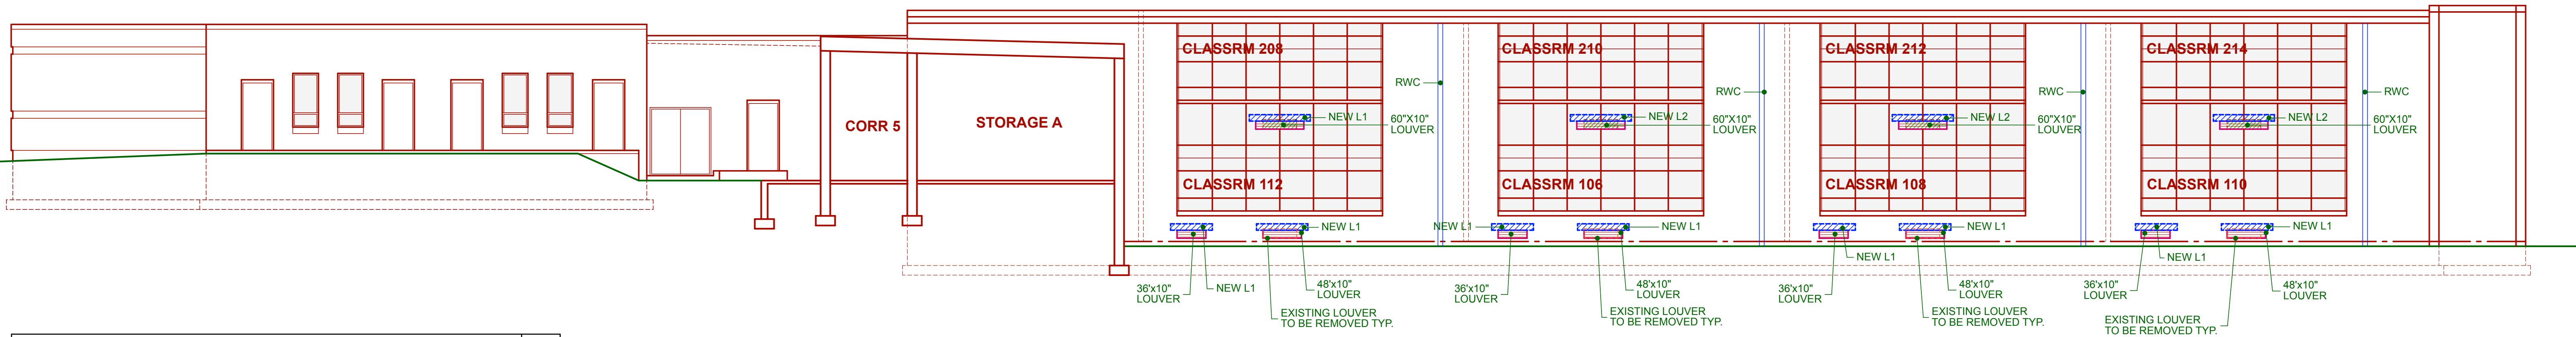 CLASSRM 208
CLASSRM 210
CLASSRM 212
CLASSRM 214
RWC
RWC
RWC
RWC
CORR 5
STORAGE A
NEW L1
60"X10"
LOUVER
NEW L2
60"X10"
LOUVER
NEW L2
60"X10"
LOUVER
NEW L2
60"X10"
LOUVER
CLASSRM 112
CLASSRM 106
CLASSRM 108
CLASSRM 110
NEW L1
NEW L1
NEW L1
NEW L1
NEW L1
36'x10"
LOUVER
NEW L1
48'x10"
LOUVER
EXISTING LOUVER
TO BE REMOVED TYP.
36'x10"
LOUVER
48'x10"
LOUVER
EXISTING LOUVER
TO BE REMOVED TYP.
36'x10"
LOUVER
NEW L1
48'x10"
LOUVER
EXISTING LOUVER
TO BE REMOVED TYP.
36'x10"
LOUVER
NEW L1
48'x10"
LOUVER
EXISTING LOUVER
TO BE REMOVED TYP.